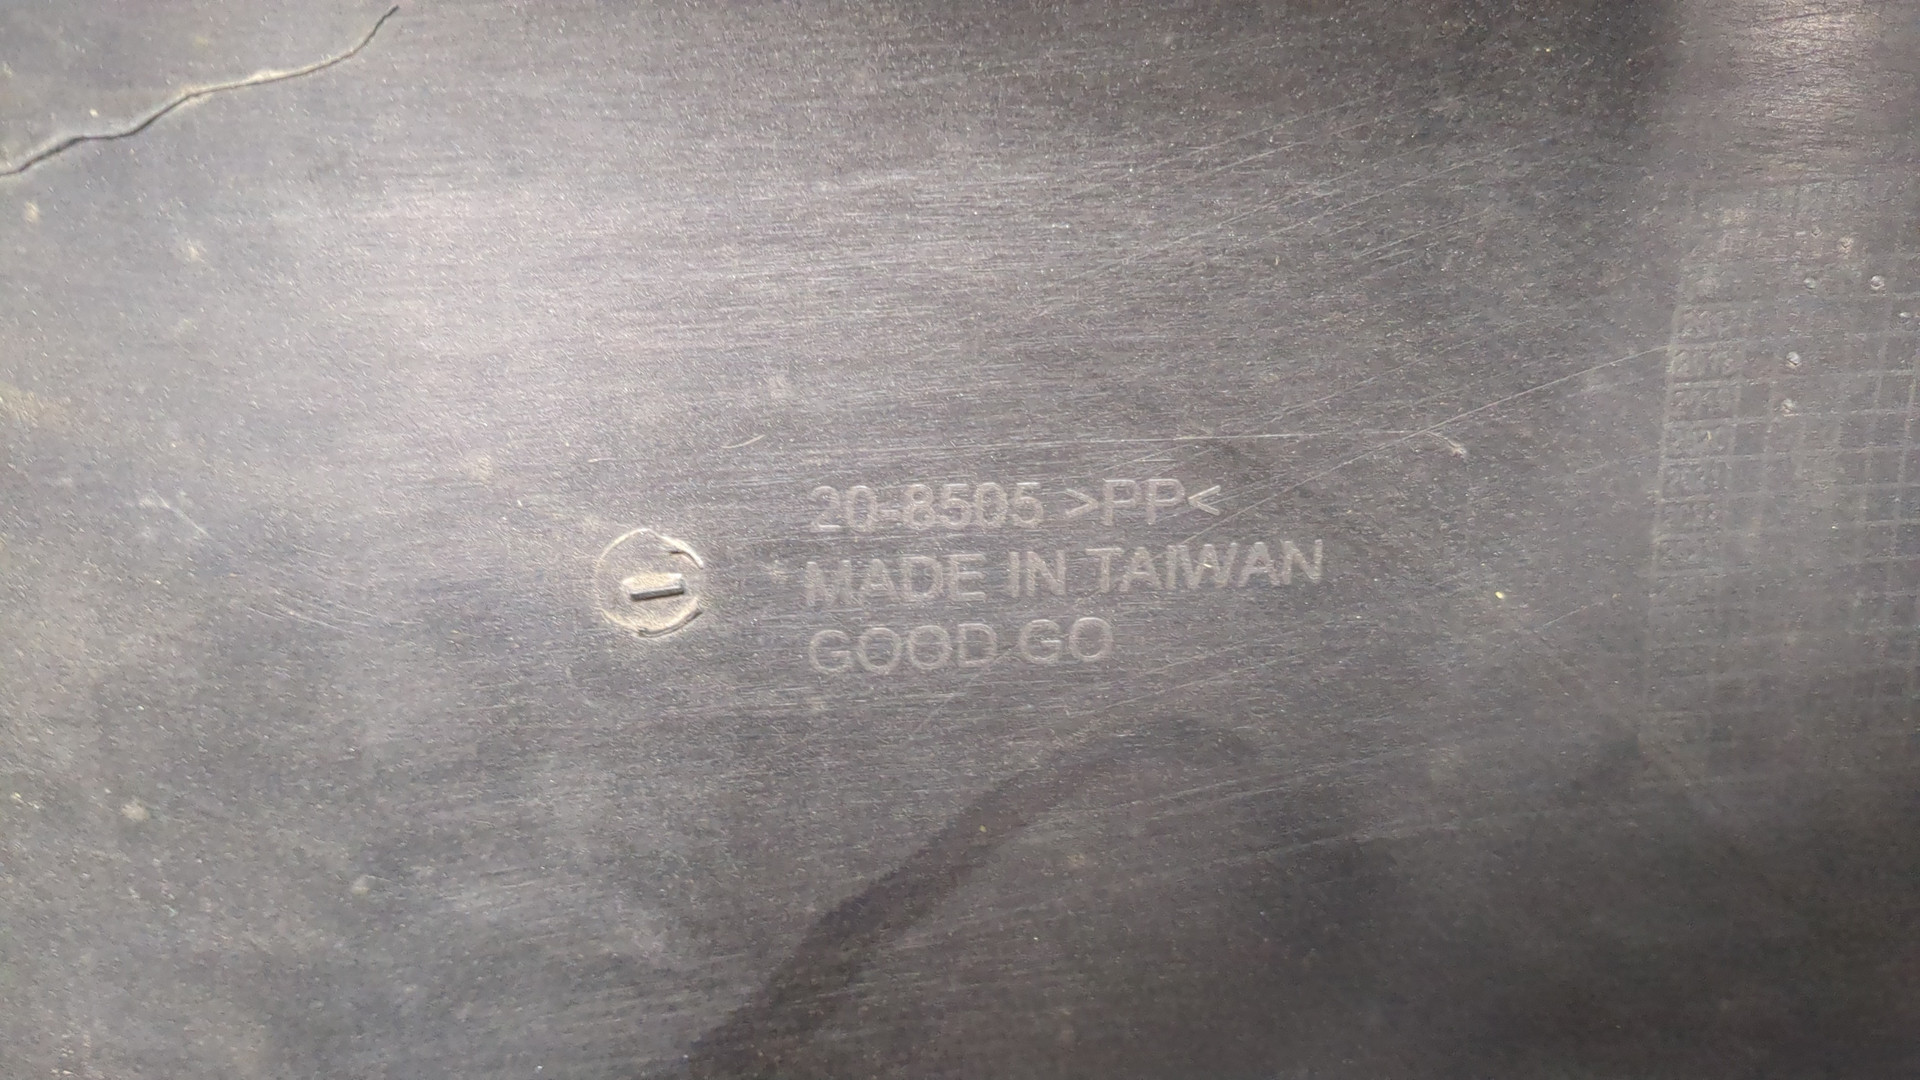 20-8505 >PP<
MADE IN TAIWAN
GOOD GO